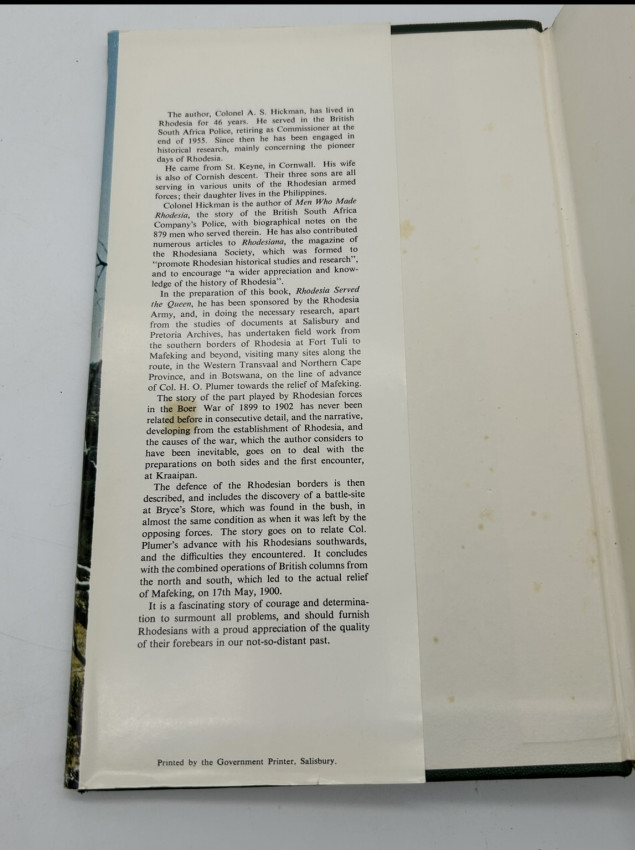 The author, Colonel A. S. Hickman, has lived in
Rhodesia for 46 years. He served in the British
South Africa Police, retiring as Commissioner at the
end of 1955. Since then he has been engaged in
historical research, mainly concerning the pioneer
days of Rhodesia.
He came from St. Keyne, in Cornwall. His wife
is also of Cornish descent. Their three sons are all
serving in various units of the Rhodesian armed
forces; their daughter lives in the Philippines.
Colonel Hickman is the author of Men Who Made
Rhodesia, the story of the British South Africa
Company's Police, with biographical notes on the
879 men who served therein. He has also contributed
numerous articles to Rhodesiana, the magazine of
the Rhodesiana Society, which was formed to
"promote Rhodesian historical studies and research",
and to encourage "a wider appreciation and know-
ledge of the history of Rhodesia".
In the preparation of this book, Rhodesia Served
the Queen, he has been sponsored by the Rhodesia
Army, and, in doing the necessary research, apart
from the studies of documents at Salisbury and
Pretoria Archives, has undertaken field work from
the southern borders of Rhodesia at Fort Tuli to
Mafeking and beyond, visiting many sites along the
route, in the Western Transvaal and Northern Cape
Province, and in Botswana, on the line of advance
of Col. H. O. Plumer towards the relief of Mafeking.
The story of the part played by Rhodesian forces
in the Boer War of 1899 to 1902 has never been
related before in consecutive detail, and the narrative,
developing from the establishment of Rhodesia, and
the causes of the war, which the author considers to
have been inevitable, goes on to deal with the
preparations on both sides and the first encounter,
at Kraaipan.
The defence of the Rhodesian borders is then
described, and includes the discovery of a battle-site
at Bryce's Store, which was found in the bush, in
almost the same condition as when it was left by the
opposing forces. The story goes on to relate Col.
Plumer's advance with his Rhodesians southwards,
and the difficulties they encountered. It concludes
with the combined operations of British columns from
the north and south, which led to the actual relief
of Mafeking, on 17th May, 1900.
It is a fascinating story of courage and determina-
tion to surmount all problems, and should furnish
Rhodesians with a proud appreciation of the quality
of their forebears in our not-so-distant past.
Printed by the Government Printer, Salisbury.